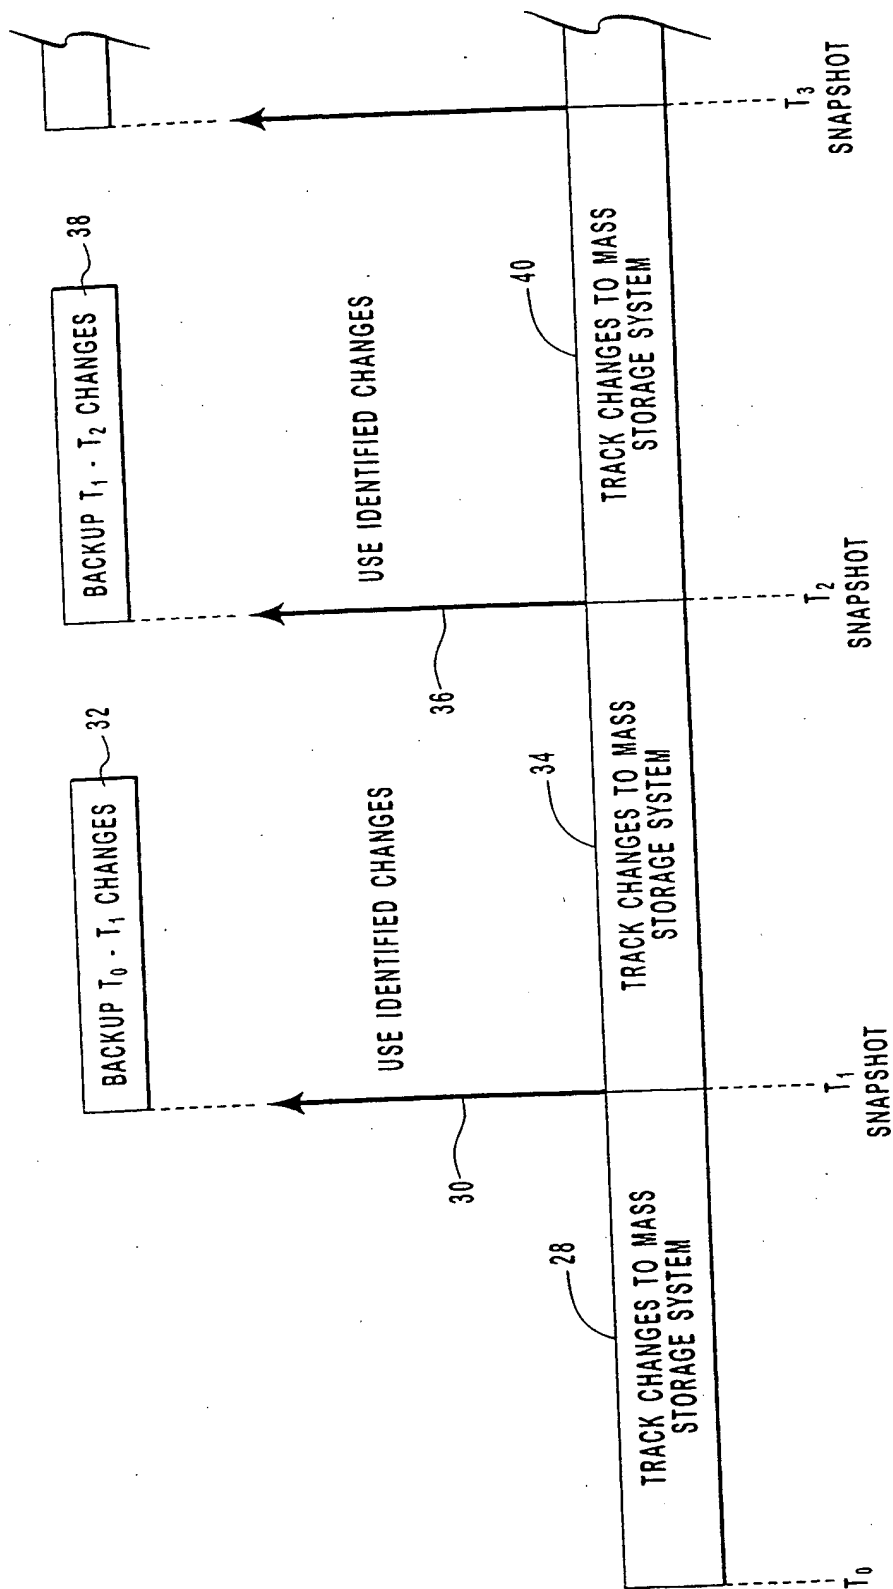 BACKUP T0 - T1 CHANGES
32
BACKUP T1 - T2 CHANGES
38
USE IDENTIFIED CHANGES
USE IDENTIFIED CHANGES
30
36
28
34
40
TRACK CHANGES TO MASS
STORAGE SYSTEM
TRACK CHANGES TO MASS
STORAGE SYSTEM
TRACK CHANGES TO MASS
STORAGE SYSTEM
T0
T1
SNAPSHOT
T2
SNAPSHOT
T3
SNAPSHOT